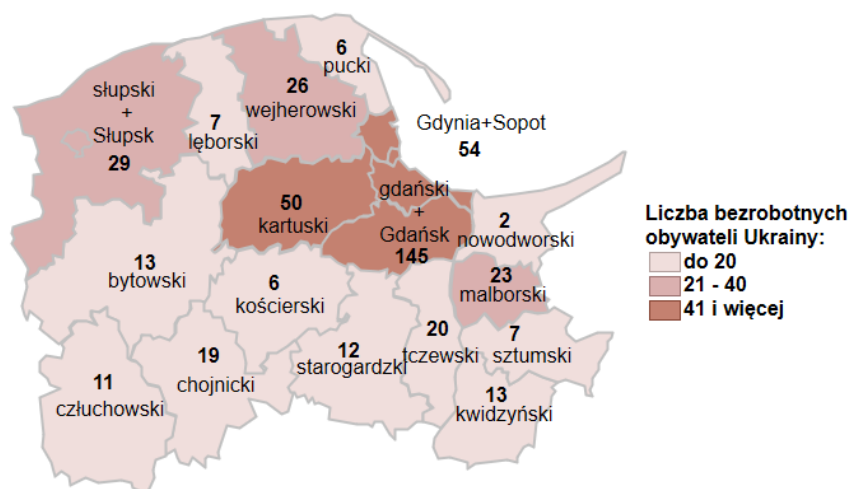 6
pucki
26
wejherowski
słupski
+
Słupsk
29
7
lęborski
Gdynia+Sopot
54
50
kartuski
gdański
+
Gdańsk
145
2
nowodworski
13
bytowski
6
kościerski
23
malborski
20
tczewski
7
sztumski
12
starogardzki
19
chojnicki
11
człuchowski
13
kwidzyński
Liczba bezrobotnych
obywateli Ukrainy:
do 20
21 - 40
41 i więcej